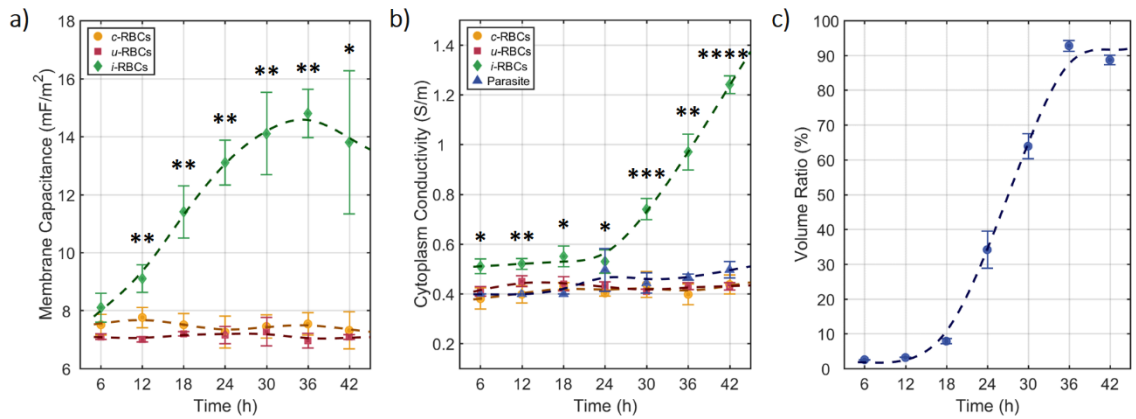 a)
Membrane Capacitance (mF/m²)
18
16
14
12
10
8
6
c-RBCs
u-RBCs
i-RBCs
**
**
**
**
**
*
6 12 18 24 30 36 42
Time (h)
b)
Cytoplasm Conductivity (S/m)
1.4
1.2
1
0.8
0.6
0.4
0.2
c-RBCs
u-RBCs
i-RBCs
Parasite
*
**
*
*
***
**
****
6 12 18 24 30 36 42
Time (h)
c)
Volume Ratio (%)
100
90
80
70
60
50
40
30
20
10
0
6 12 18 24 30 36 42
Time (h)